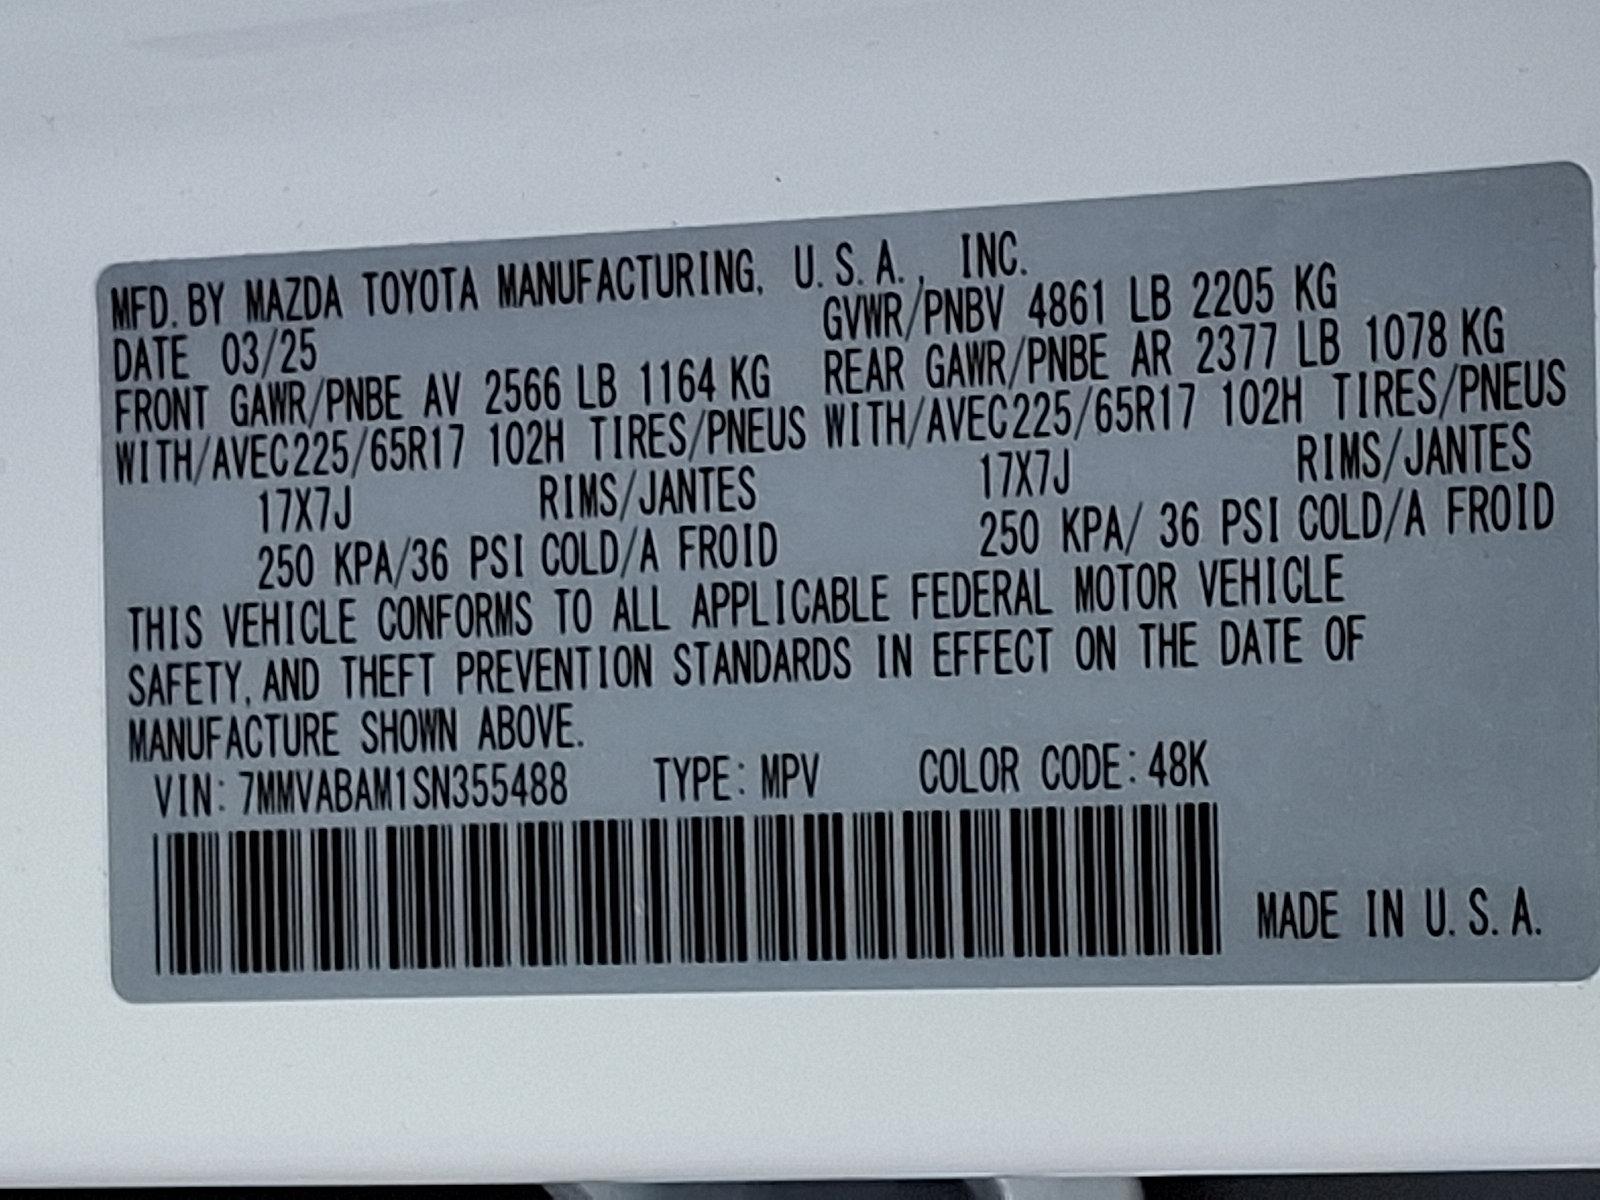 MFD. BY MAZDA TOYOTA MANUFACTURING, U.S.A., INC.
DATE 03/25 GVWR/PNBV 4861 LB 2205 KG
FRONT GAWR/PNBE AV 2566 LB 1164 KG REAR GAWR/PNBE AR 2377 LB 1078 KG
WITH/AVEC225/65R17 102H TIRES/PNEUS WITH/AVEC225/65R17 102H TIRES/PNEUS
17X7J RIMS/JANTES 17X7J RIMS/JANTES
250 KPA/36 PSI COLD/A FROID 250 KPA/ 36 PSI COLD/A FROID
THIS VEHICLE CONFORMS TO ALL APPLICABLE FEDERAL MOTOR VEHICLE
SAFETY, AND THEFT PREVENTION STANDARDS IN EFFECT ON THE DATE OF
MANUFACTURE SHOWN ABOVE.
VIN: 7MMVABAM1SN355488 TYPE: MPV COLOR CODE: 48K
MADE IN U.S.A.